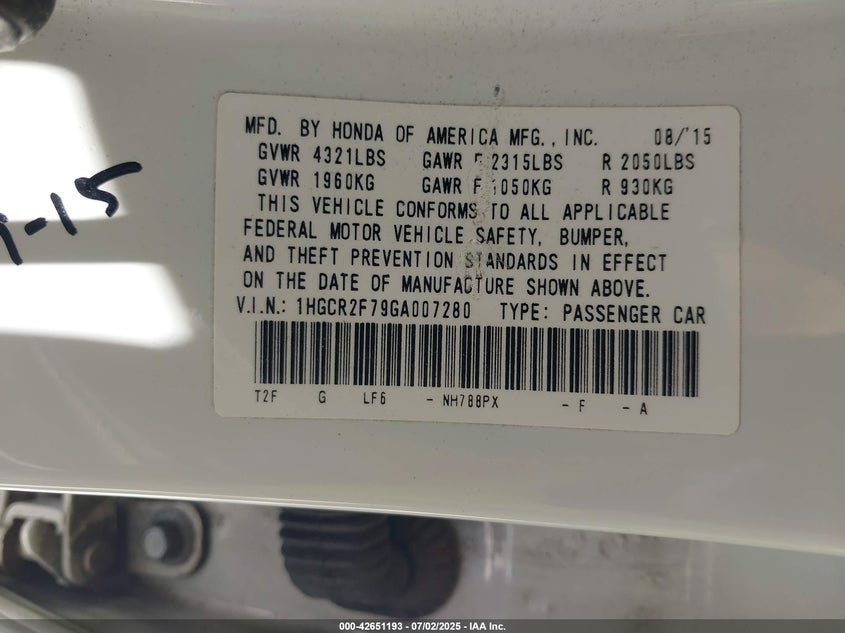 MFD. BY HONDA OF AMERICA MFG., INC. 08/'15
GVWR 4321LBS GAWR F 2315LBS R 2050LBS
GVWR 1960KG GAWR F 1050KG R 930KG
THIS VEHICLE CONFORMS TO ALL APPLICABLE
FEDERAL MOTOR VEHICLE SAFETY, BUMPER,
AND THEFT PREVENTION STANDARDS IN EFFECT
ON THE DATE OF MANUFACTURE SHOWN ABOVE.
V.I.N.: 1HGCR2F79GA007280 TYPE: PASSENGER CAR
T2F G LF6 - NH788PX - F - A
000-42651193 - 07/02/2025 - IAA Inc.